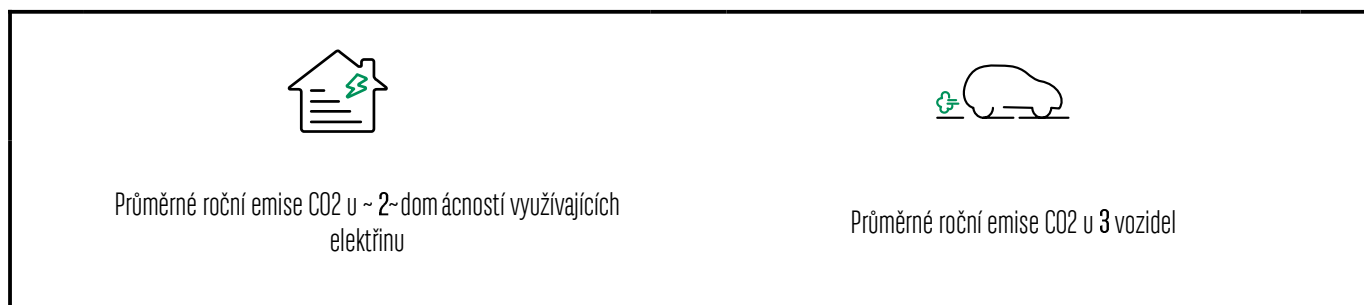 Průměrné roční emise CO2 u ~ 2~dom ácností využívajících
elektřinu
Průměrné roční emise CO2 u 3 vozidel